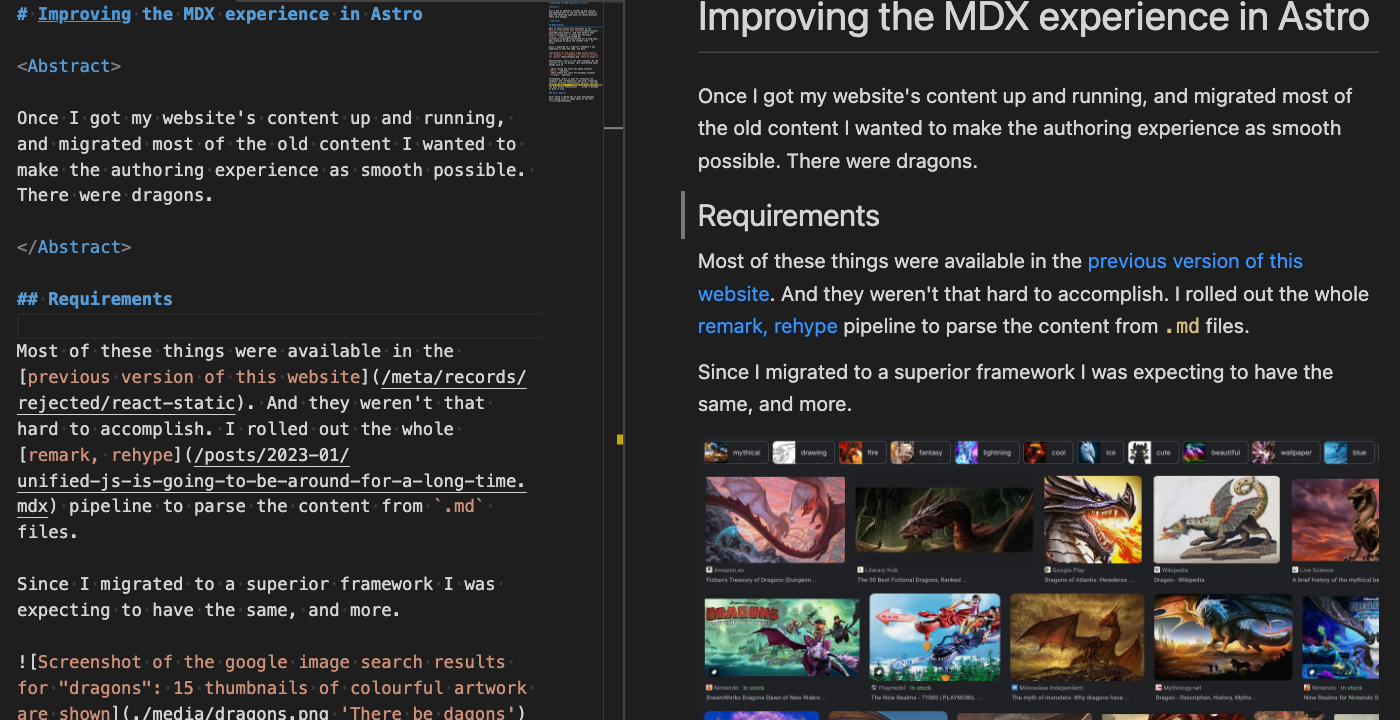 # Improving the MDX experience in Astro
<Abstract>
Once I got my website's content up and running,
and migrated most of the old content I wanted to
make the authoring experience as smooth possible.
There were dragons.
</Abstract>
## Requirements
Most of these things were available in the
[previous version of this website](/meta/records/
rejected/react-static). And they weren't that
hard to accomplish. I rolled out the whole
[remark, rehype](/posts/2023-01/
unified-js-is-going-to-be-around-for-a-long-time.
mdx) pipeline to parse the content from `.md`
files.
Since I migrated to a superior framework I was
expecting to have the same, and more.
![Screenshot of the google image search results
for "dragons": 15 thumbnails of colourful artwork
are shown](./media/dragons.png 'There be dagons')
Improving the MDX experience in Astro
Once I got my website's content up and running, and migrated most of
the old content I wanted to make the authoring experience as smooth
possible. There were dragons.
Requirements
Most of these things were available in the previous version of this
website. And they weren't that hard to accomplish. I rolled out the whole
remark, rehype pipeline to parse the content from .md files.
Since I migrated to a superior framework I was expecting to have the
same, and more.
mythical drawing fire fantasy lightning cool ice cute beautiful wallpaper blue
Amazon.es Literary Hub Google Play Wikipedia Live Science
Fizban's Treasury of Dragons (Dungeon ... The 50 Best Fictional Dragons, Ranked ... Dragons of Atlantis: Herederos ... Dragon - Wikipedia A brief history of the mythical be
DRAGONS
Nintendo · In stock Playmobil · In stock Milwaukee Independent Mythology.net Nintendo · In stock
DreamWorks Dragons Dawn of New Riders ... The Nine Realms - 71080 | PLAYMOBIL ... The myth of monsters: Why dragons have ... Dragon - Description, History, Myths ... Nine Realms for Nintendo S